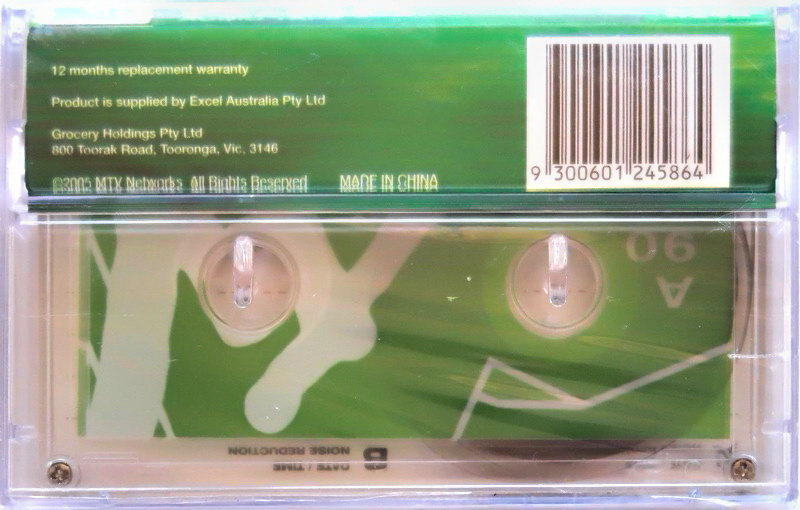 12 months replacement warranty
Product is supplied by Excel Australia Pty Ltd
Grocery Holdings Pty Ltd
800 Toorak Road, Tooronga, Vic, 3146
©2005 MTV Networks All Rights Reserved MADE IN CHINA
9 300601 245864
90
A
B
NOISE REDUCTION
DATE / TIME